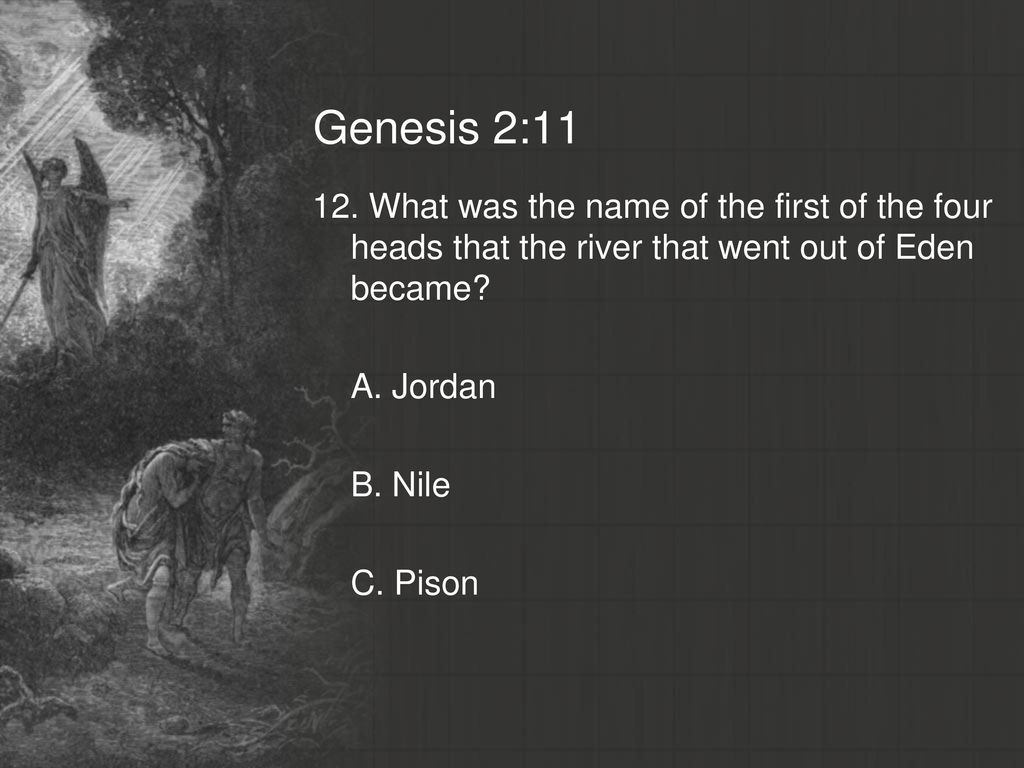 Genesis 2:11
12. What was the name of the first of the four
heads that the river that went out of Eden
became?
A. Jordan
B. Nile
C. Pison